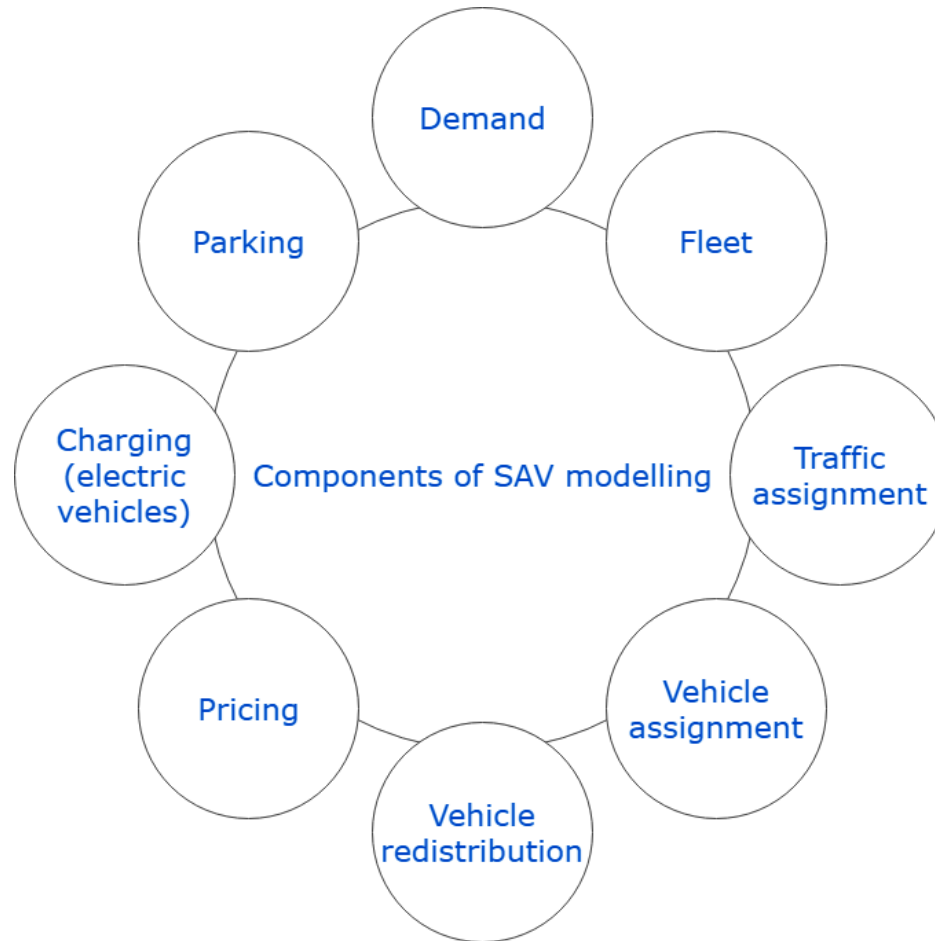 Demand
Parking
Fleet
Charging
(electric
vehicles)
Components of SAV modelling
Traffic
assignment
Pricing
Vehicle
assignment
Vehicle
redistribution